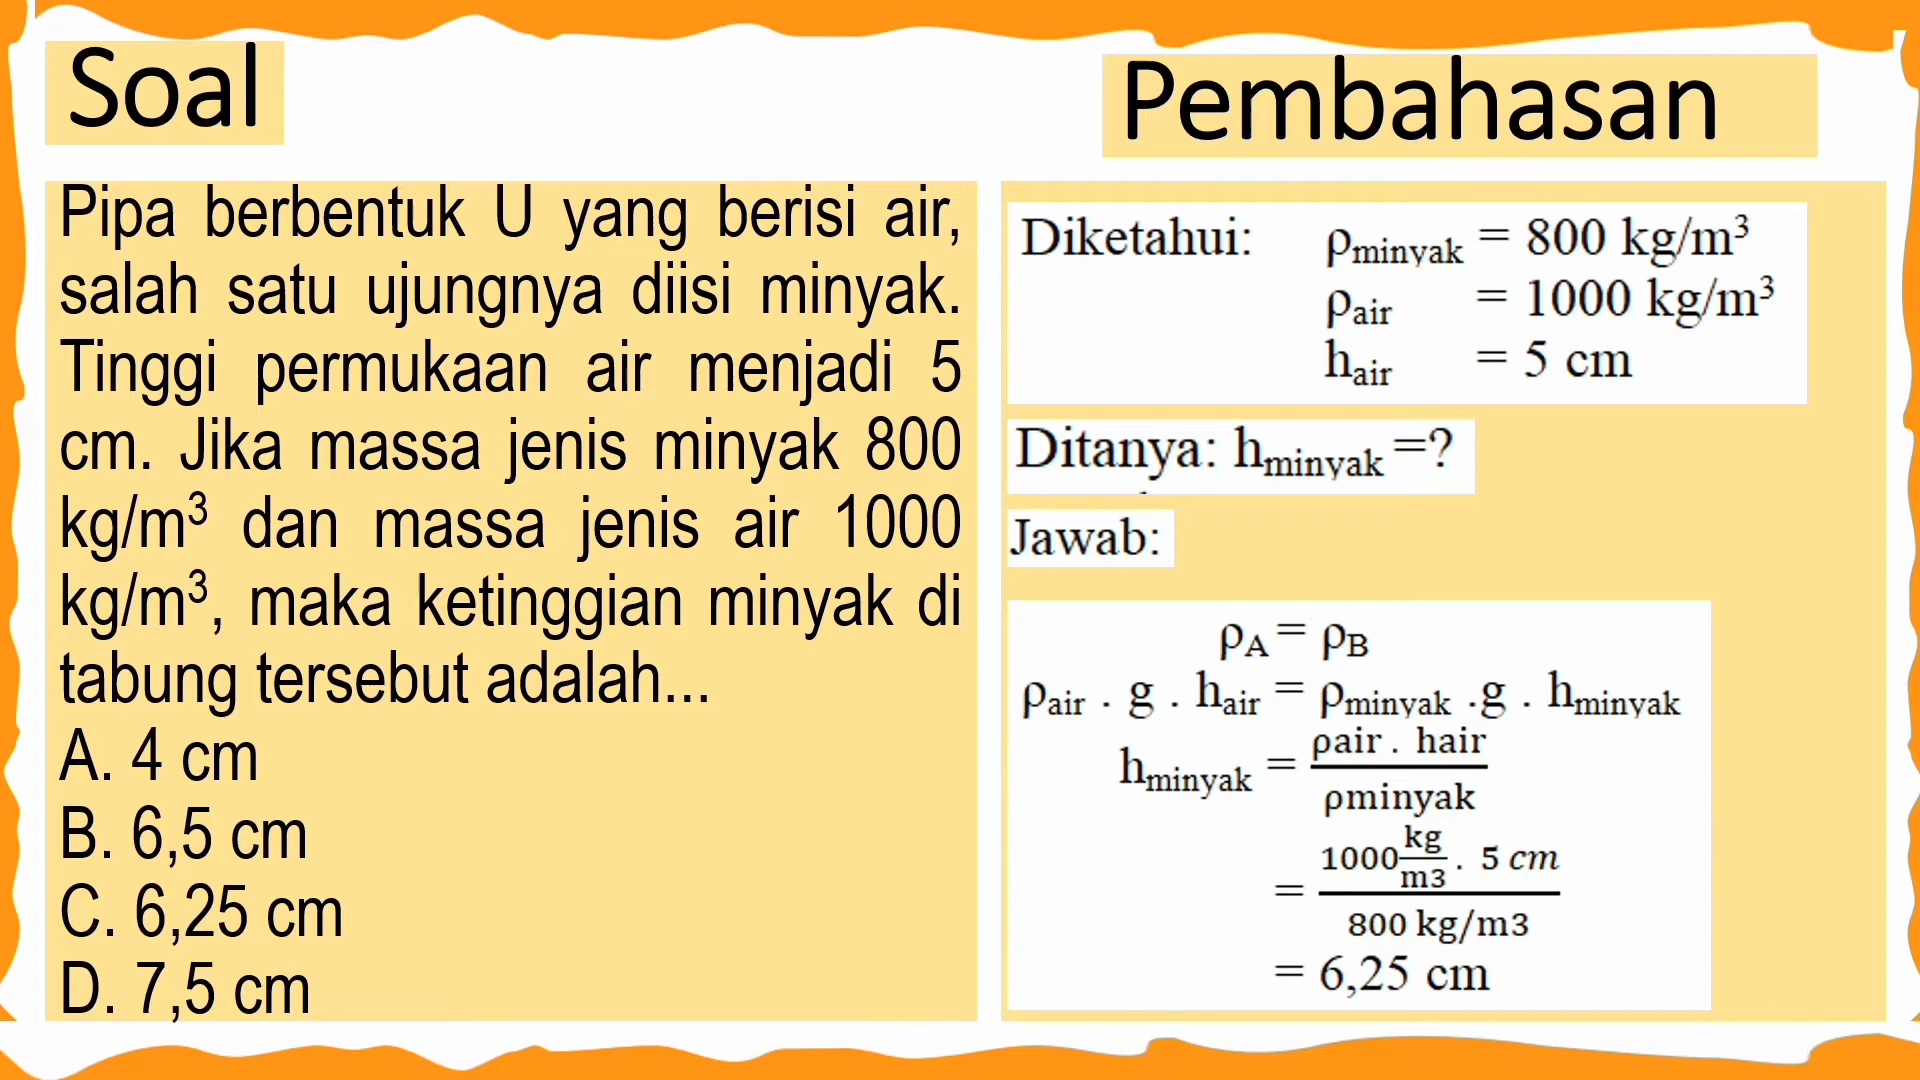 Soal
Pipa berbentuk U yang berisi air,
salah satu ujungnya diisi minyak.
Tinggi permukaan air menjadi 5
cm. Jika massa jenis minyak 800
kg/m³ dan massa jenis air 1000
kg/m³, maka ketinggian minyak di
tabung tersebut adalah...
A. 4 cm
B. 6,5 cm
C. 6,25 cm
D. 7,5 cm
Pembahasan
Diketahui: ρminyak = 800 kg/m³
ρair = 1000 kg/m³
hair = 5 cm
Ditanya: hminyak =?
Jawab:
ρA = ρB
ρair . g . hair = ρminyak .g . hminyak
hminyak = ρair . hair / ρminyak
= 1000 kg/m3 . 5 cm / 800 kg/m3
= 6,25 cm